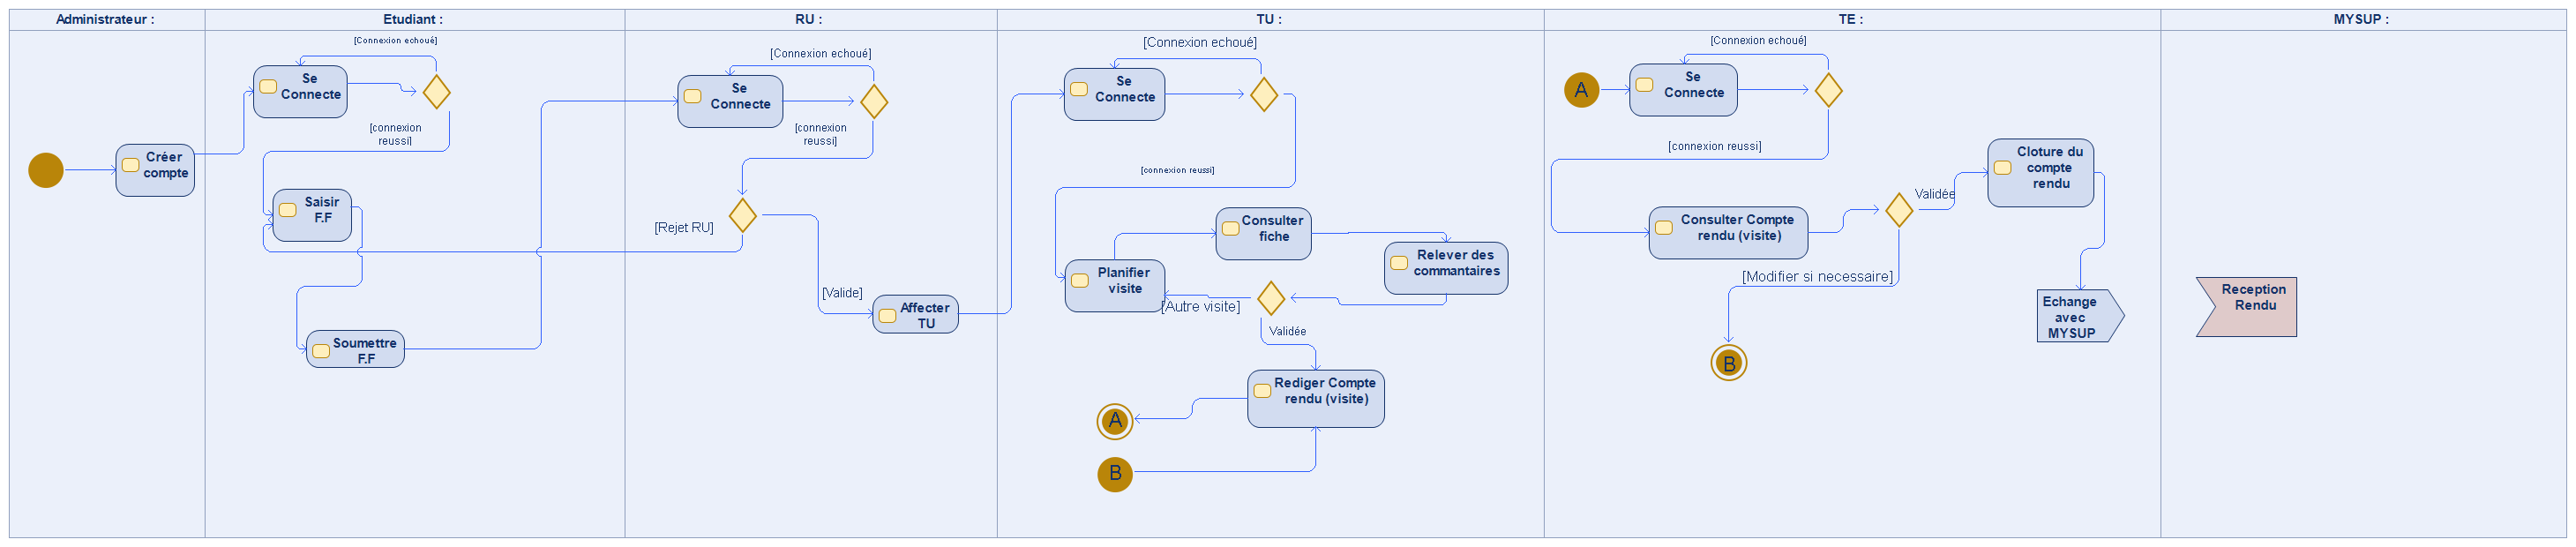 Administrateur :
Etudiant :
RU :
TU :
TE :
MYSUP :
Créer
compte
[Connexion echoué]
Se
Connecte
[connexion
reussi]
Saisir
F.F
Soumettre
F.F
[Connexion echoué]
Se
Connecte
[connexion
reussi]
[Rejet RU]
[Valide]
Affecter
TU
[Connexion echoué]
Se
Connecte
[connexion reussi]
Consulter
fiche
Planifier
visite
Relever des
commantaires
[Autre visite]
Validée
Rediger Compte
rendu (visite)
A
B
[Connexion echoué]
A
Se
Connecte
[connexion reussi]
Cloture du
compte
rendu
Validée
Consulter Compte
rendu (visite)
[Modifier si necessaire]
B
Echange
avec
MYSUP
Reception
Rendu